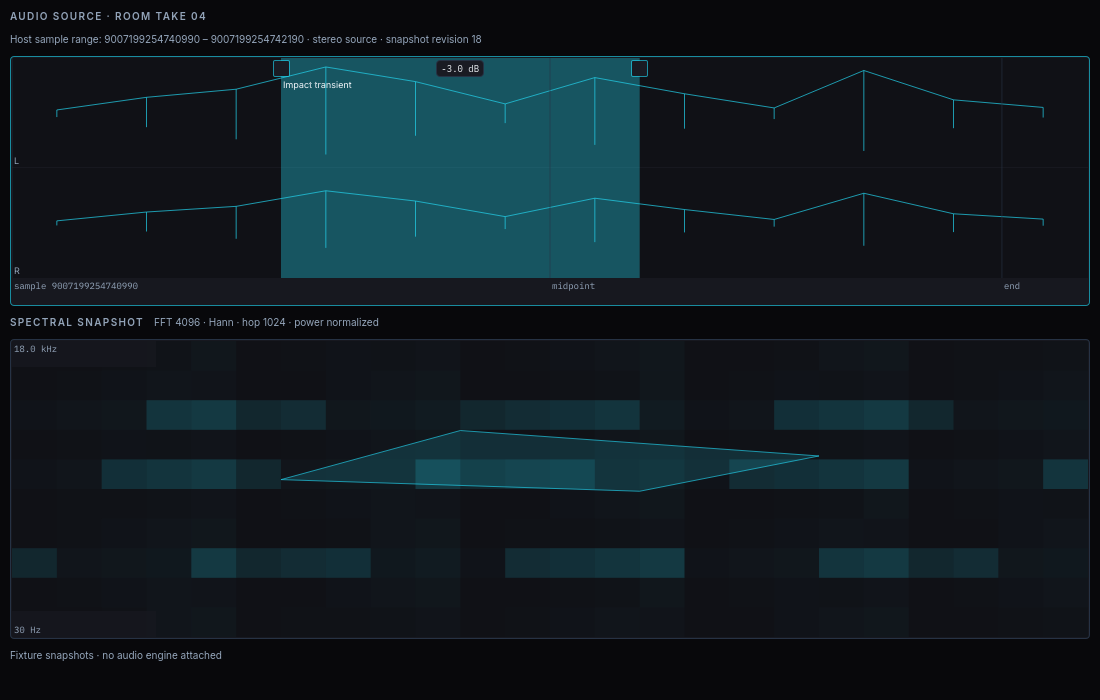 AUDIO SOURCE · ROOM TAKE 04
Host sample range: 9007199254740990 – 9007199254742190 · stereo source · snapshot revision 18
-3.0 dB
Impact transient
L
R
sample 9007199254740990 midpoint end
SPECTRAL SNAPSHOT FFT 4096 · Hann · hop 1024 · power normalized
18.0 kHz
30 Hz
Fixture snapshots · no audio engine attached